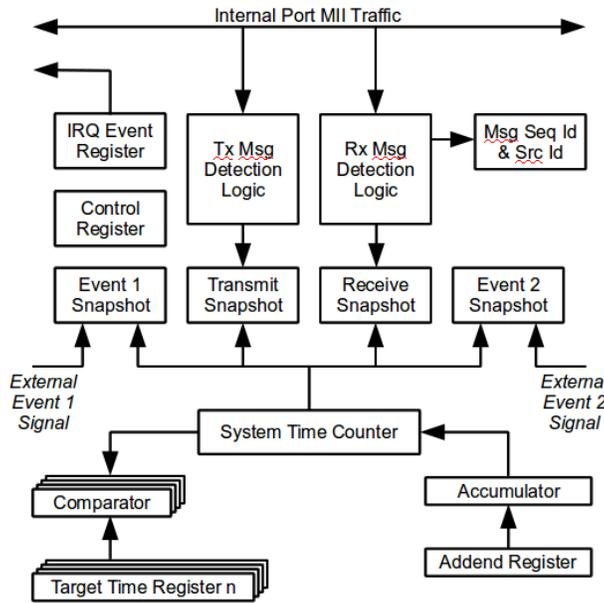 Internal Port MII Traffic
IRQ Event
Register
Tx Msg
Detection
Logic
Rx Msg
Detection
Logic
Msg Seq Id
& Src Id
Control
Register
Event 1
Snapshot
Transmit
Snapshot
Receive
Snapshot
Event 2
Snapshot
External
Event 1
Signal
External
Event 2
Signal
System Time Counter
Comparator
Accumulator
Target Time Register n
Addend Register